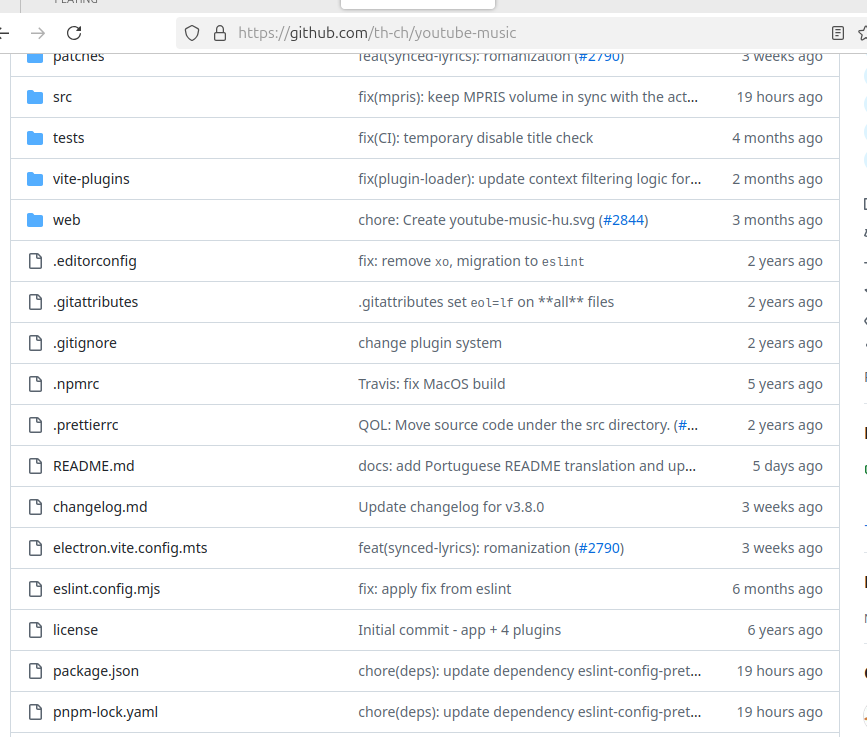 https://github.com/th-ch/youtube-music
patches feat(synced-lyrics): romanization (#2790) 3 weeks ago
src fix(mpris): keep MPRIS volume in sync with the act... 19 hours ago
tests fix(CI): temporary disable title check 4 months ago
vite-plugins fix(plugin-loader): update context filtering logic for... 2 months ago
web chore: Create youtube-music-hu.svg (#2844) 3 months ago
.editorconfig fix: remove xo, migration to eslint 2 years ago
.gitattributes .gitattributes set eol=lf on **all** files 2 years ago
.gitignore change plugin system 2 years ago
.npmrc Travis: fix MacOS build 5 years ago
.prettierrc QOL: Move source code under the src directory. (#... 2 years ago
README.md docs: add Portuguese README translation and up... 5 days ago
changelog.md Update changelog for v3.8.0 3 weeks ago
electron.vite.config.mts feat(synced-lyrics): romanization (#2790) 3 weeks ago
eslint.config.mjs fix: apply fix from eslint 6 months ago
license Initial commit - app + 4 plugins 6 years ago
package.json chore(deps): update dependency eslint-config-pret... 19 hours ago
pnpm-lock.yaml chore(deps): update dependency eslint-config-pret... 19 hours ago